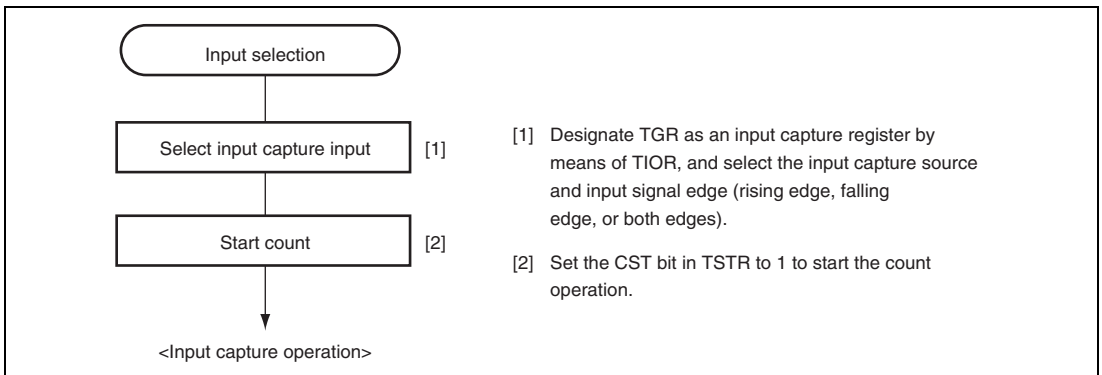 Input selection
Select input capture input
[1]
Start count
[2]
<Input capture operation>
[1] Designate TGR as an input capture register by
means of TIOR, and select the input capture source
and input signal edge (rising edge, falling
edge, or both edges).
[2] Set the CST bit in TSTR to 1 to start the count
operation.